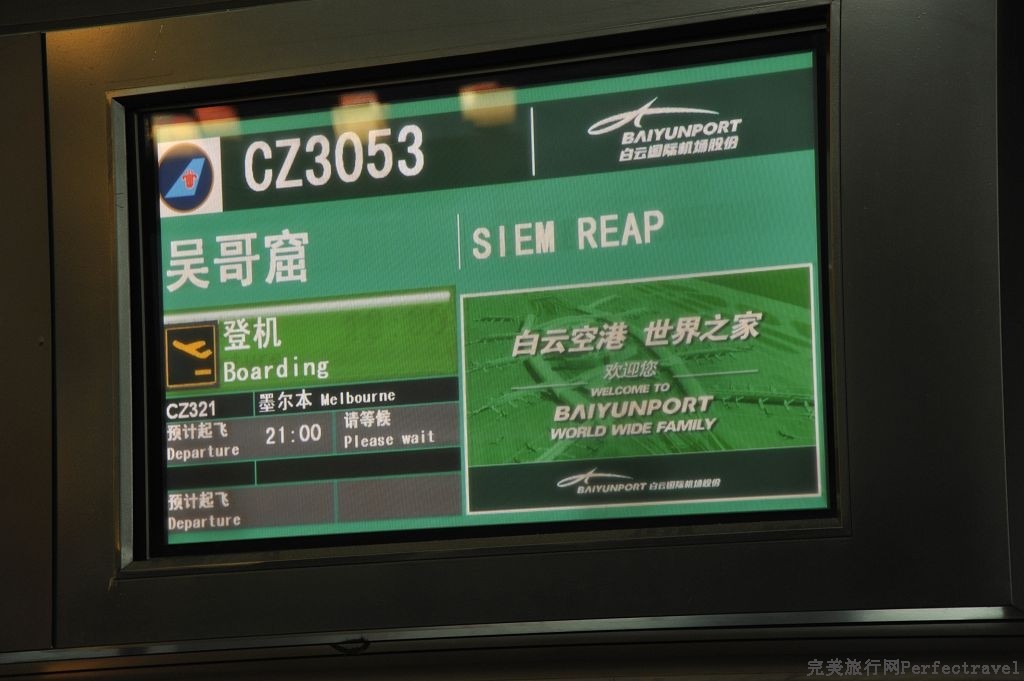 CZ3053
BAIYUNPORT
白云国际机场股份
吴哥窟
SIEM REAP
登机
Boarding
CZ321
墨尔本 Melbourne
预计起飞
Departure
21:00
请等候
Please wait
预计起飞
Departure
白云空港 世界之家
欢迎您
WELCOME TO
BAIYUNPORT
WORLD WIDE FAMILY
BAIYUNPORT 白云国际机场股份
完美旅行网Perfectravel